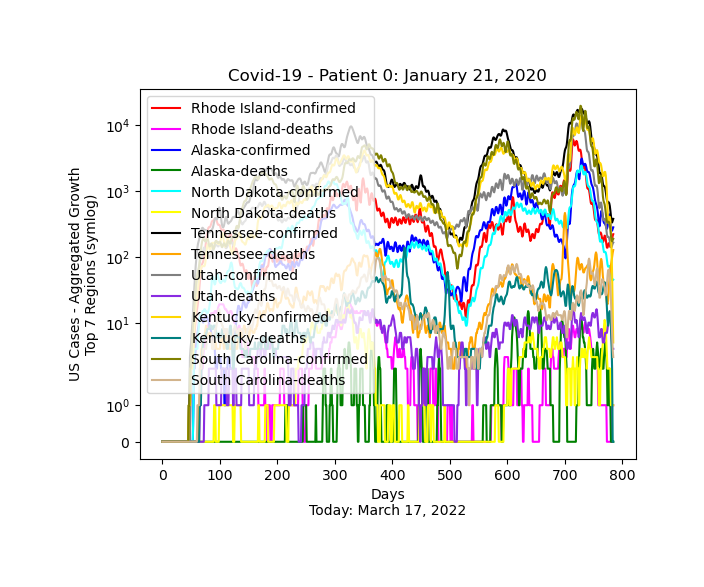 Covid-19 - Patient 0: January 21, 2020
US Cases - Aggregated Growth
Top 7 Regions (symlog)
10^4
10^3
10^2
10^1
10^0
0
Rhode Island-confirmed
Rhode Island-deaths
Alaska-confirmed
Alaska-deaths
North Dakota-confirmed
North Dakota-deaths
Tennessee-confirmed
Tennessee-deaths
Utah-confirmed
Utah-deaths
Kentucky-confirmed
Kentucky-deaths
South Carolina-confirmed
South Carolina-deaths
0 100 200 300 400 500 600 700 800
Days
Today: March 17, 2022